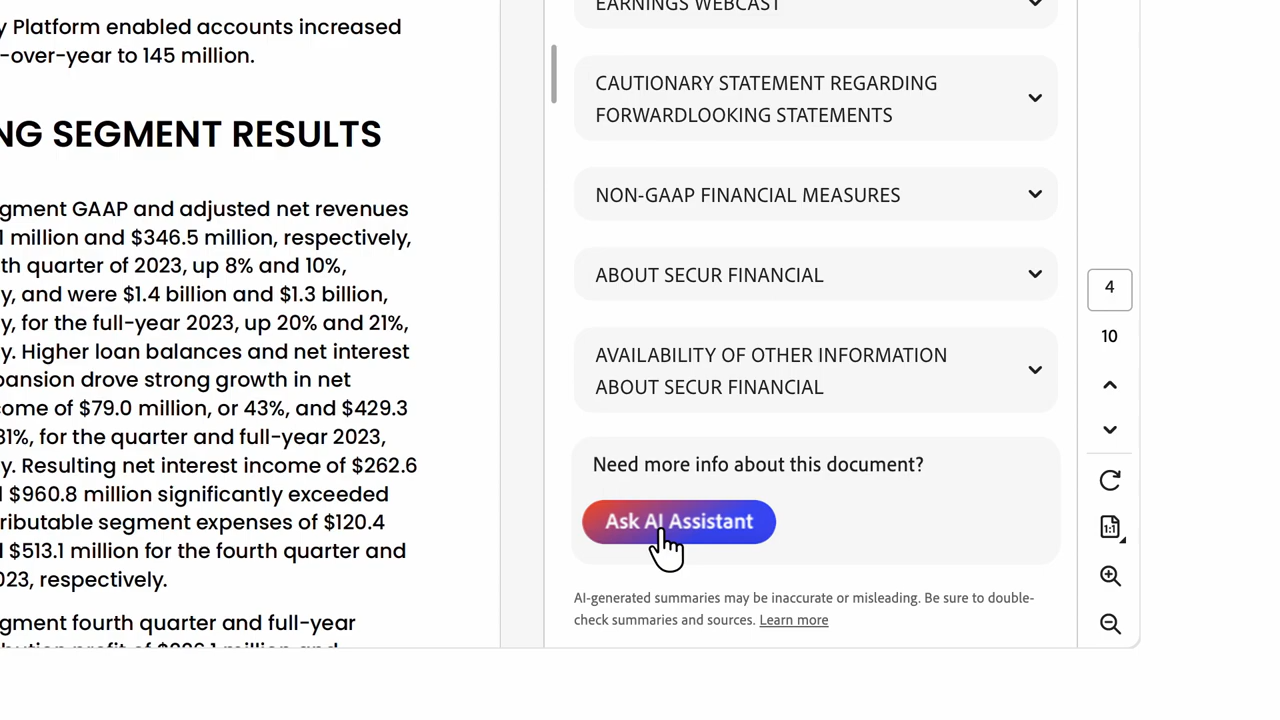 y Platform enabled accounts increased
-over-year to 145 million.
NG SEGMENT RESULTS
gment GAAP and adjusted net revenues
1 million and $346.5 million, respectively,
th quarter of 2023, up 8% and 10%,
y, and were $1.4 billion and $1.3 billion,
y, for the full-year 2023, up 20% and 21%,
y. Higher loan balances and net interest
pansion drove strong growth in net
come of $79.0 million, or 43%, and $429.3
31%, for the quarter and full-year 2023,
y. Resulting net interest income of $262.6
d $960.8 million significantly exceeded
tributable segment expenses of $120.4
d $513.1 million for the fourth quarter and
023, respectively.
gment fourth quarter and full-year
EARNINGS WEBCAST
CAUTIONARY STATEMENT REGARDING
FORWARDLOOKING STATEMENTS
NON-GAAP FINANCIAL MEASURES
ABOUT SECUR FINANCIAL
AVAILABILITY OF OTHER INFORMATION
ABOUT SECUR FINANCIAL
Need more info about this document?
Ask AI Assistant
AI-generated summaries may be inaccurate or misleading. Be sure to double-
check summaries and sources. Learn more
4
10
1:1